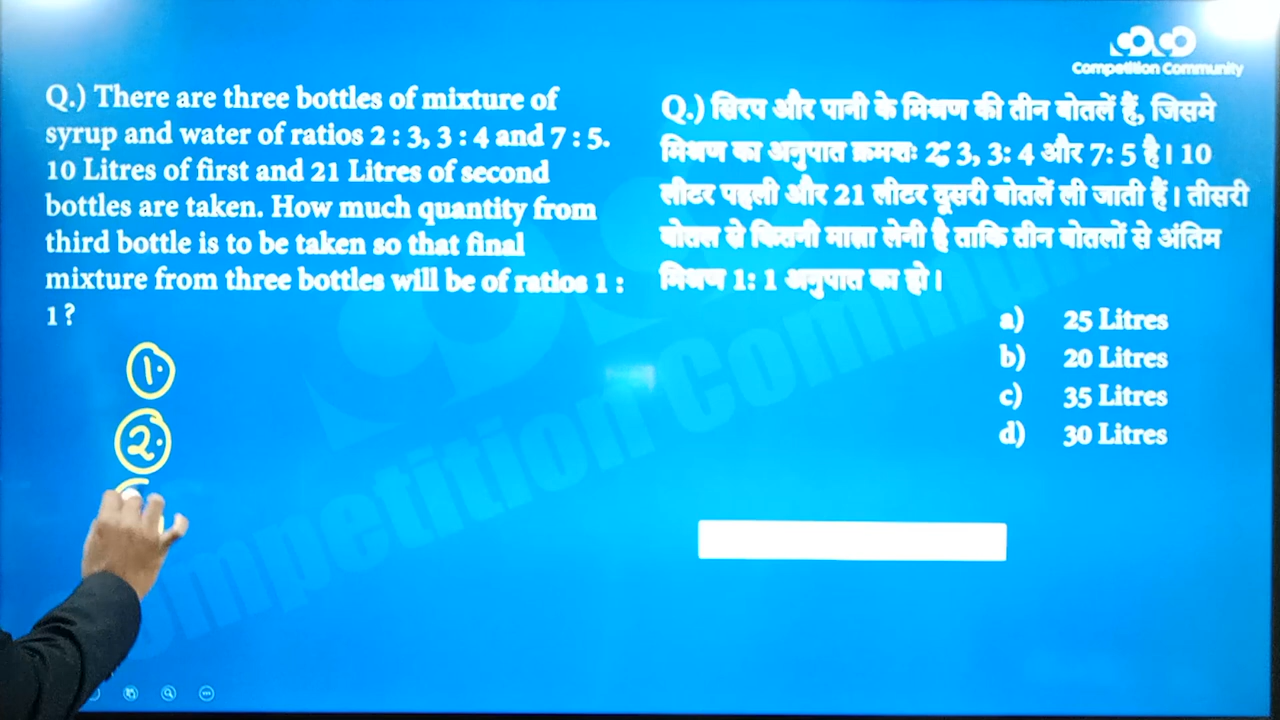 Competition Community
Q.) There are three bottles of mixture of
syrup and water of ratios 2 : 3, 3 : 4 and 7 : 5.
10 Litres of first and 21 Litres of second
bottles are taken. How much quantity from
third bottle is to be taken so that final
mixture from three bottles will be of ratios 1 :
1 ?
Q.) सिरप और पानी के मिश्रण की तीन बोतलें हैं, जिसमे
मिश्रण का अनुपात क्रमशः 2: 3, 3: 4 और 7: 5 है। 10
लीटर पहली और 21 लीटर दूसरी बोतलें ली जाती हैं। तीसरी
बोतल से कितनी मात्रा लेनी है ताकि तीन बोतलों से अंतिम
मिश्रण 1: 1 अनुपात का हो।
a) 25 Litres
b) 20 Litres
c) 35 Litres
d) 30 Litres
1.
2.
Competition Community